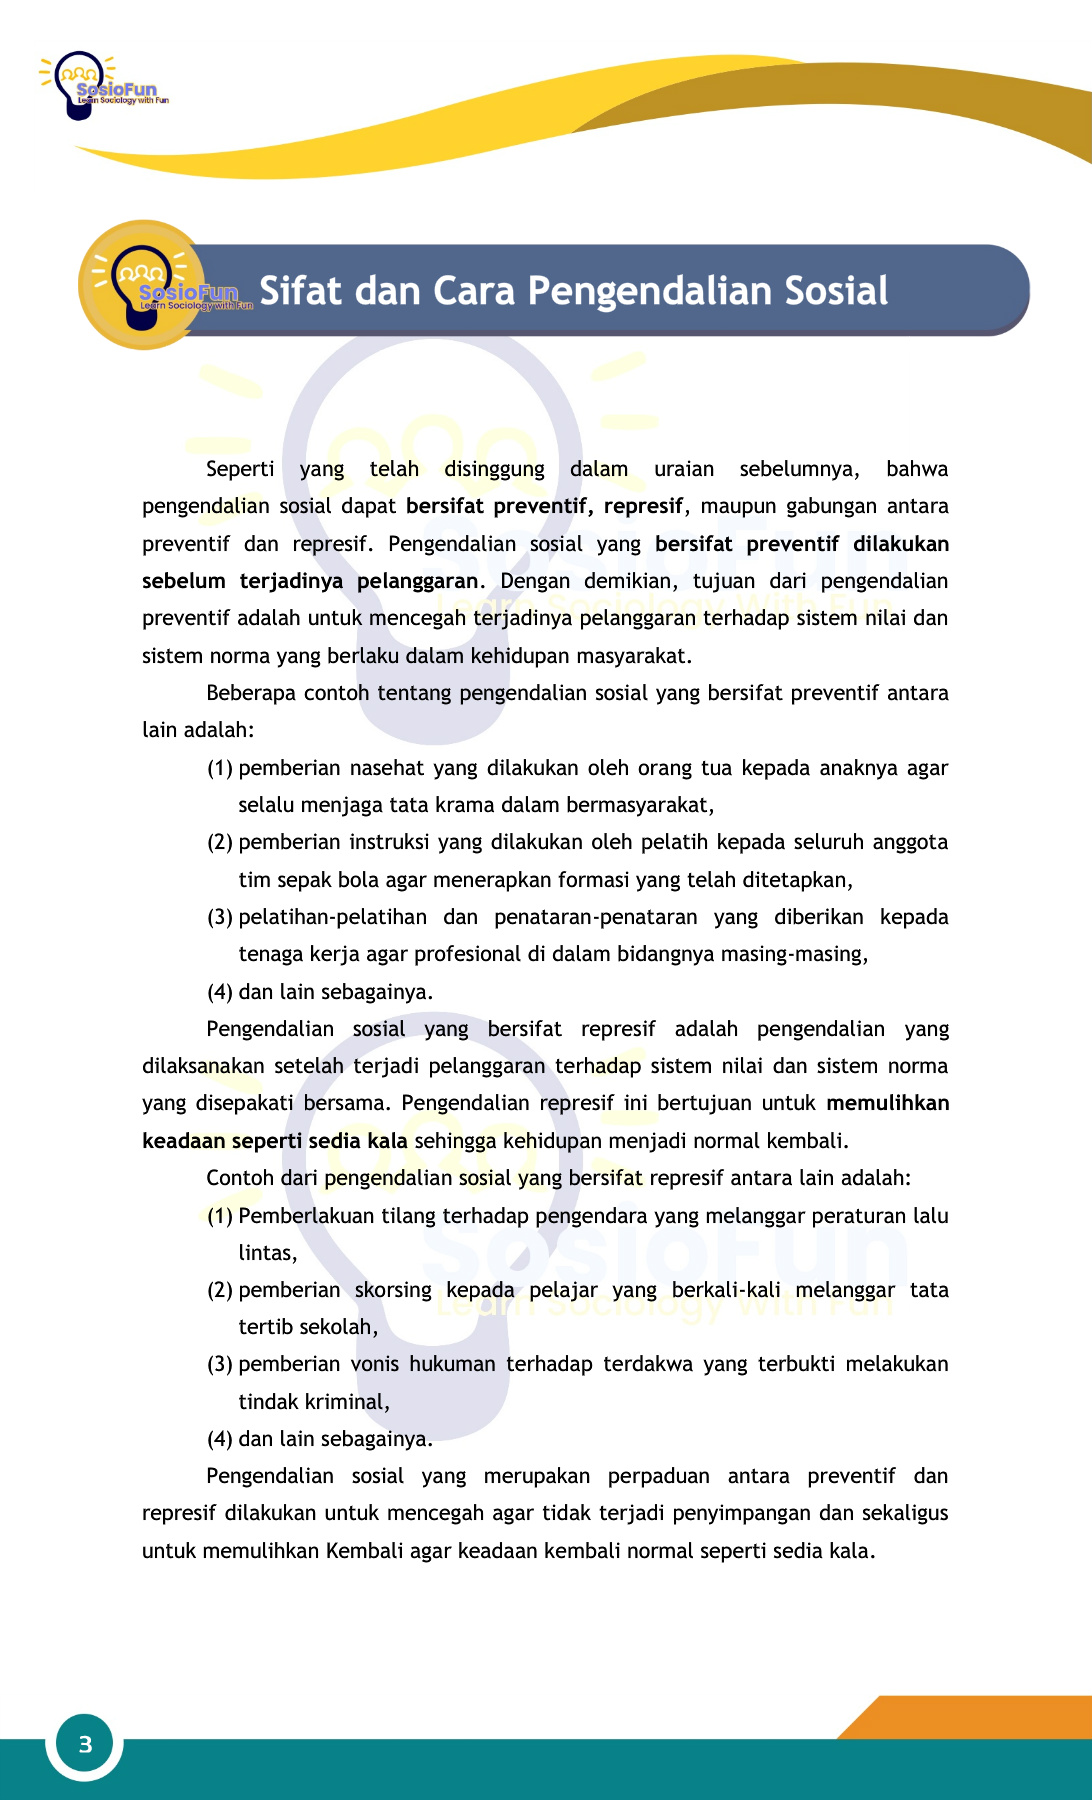 SosioFun
Learn Sociology with Fun
SosioFun
Learn Sociology with Fun
Sifat dan Cara Pengendalian Sosial
Seperti yang telah disinggung dalam uraian sebelumnya, bahwa
pengendalian sosial dapat bersifat preventif, represif, maupun gabungan antara
preventif dan represif. Pengendalian sosial yang bersifat preventif dilakukan
sebelum terjadinya pelanggaran. Dengan demikian, tujuan dari pengendalian
preventif adalah untuk mencegah terjadinya pelanggaran terhadap sistem nilai dan
sistem norma yang berlaku dalam kehidupan masyarakat.
Beberapa contoh tentang pengendalian sosial yang bersifat preventif antara
lain adalah:
(1) pemberian nasehat yang dilakukan oleh orang tua kepada anaknya agar
selalu menjaga tata krama dalam bermasyarakat,
(2) pemberian instruksi yang dilakukan oleh pelatih kepada seluruh anggota
tim sepak bola agar menerapkan formasi yang telah ditetapkan,
(3) pelatihan-pelatihan dan penataran-penataran yang diberikan kepada
tenaga kerja agar profesional di dalam bidangnya masing-masing,
(4) dan lain sebagainya.
Pengendalian sosial yang bersifat represif adalah pengendalian yang
dilaksanakan setelah terjadi pelanggaran terhadap sistem nilai dan sistem norma
yang disepakati bersama. Pengendalian represif ini bertujuan untuk memulihkan
keadaan seperti sedia kala sehingga kehidupan menjadi normal kembali.
Contoh dari pengendalian sosial yang bersifat represif antara lain adalah:
(1) Pemberlakuan tilang terhadap pengendara yang melanggar peraturan lalu
lintas,
(2) pemberian skorsing kepada pelajar yang berkali-kali melanggar tata
tertib sekolah,
(3) pemberian vonis hukuman terhadap terdakwa yang terbukti melakukan
tindak kriminal,
(4) dan lain sebagainya.
Pengendalian sosial yang merupakan perpaduan antara preventif dan
represif dilakukan untuk mencegah agar tidak terjadi penyimpangan dan sekaligus
untuk memulihkan Kembali agar keadaan kembali normal seperti sedia kala.
SosioFun
Learn Sociology With Fun
SosioFun
Learn Sociology With Fun
3